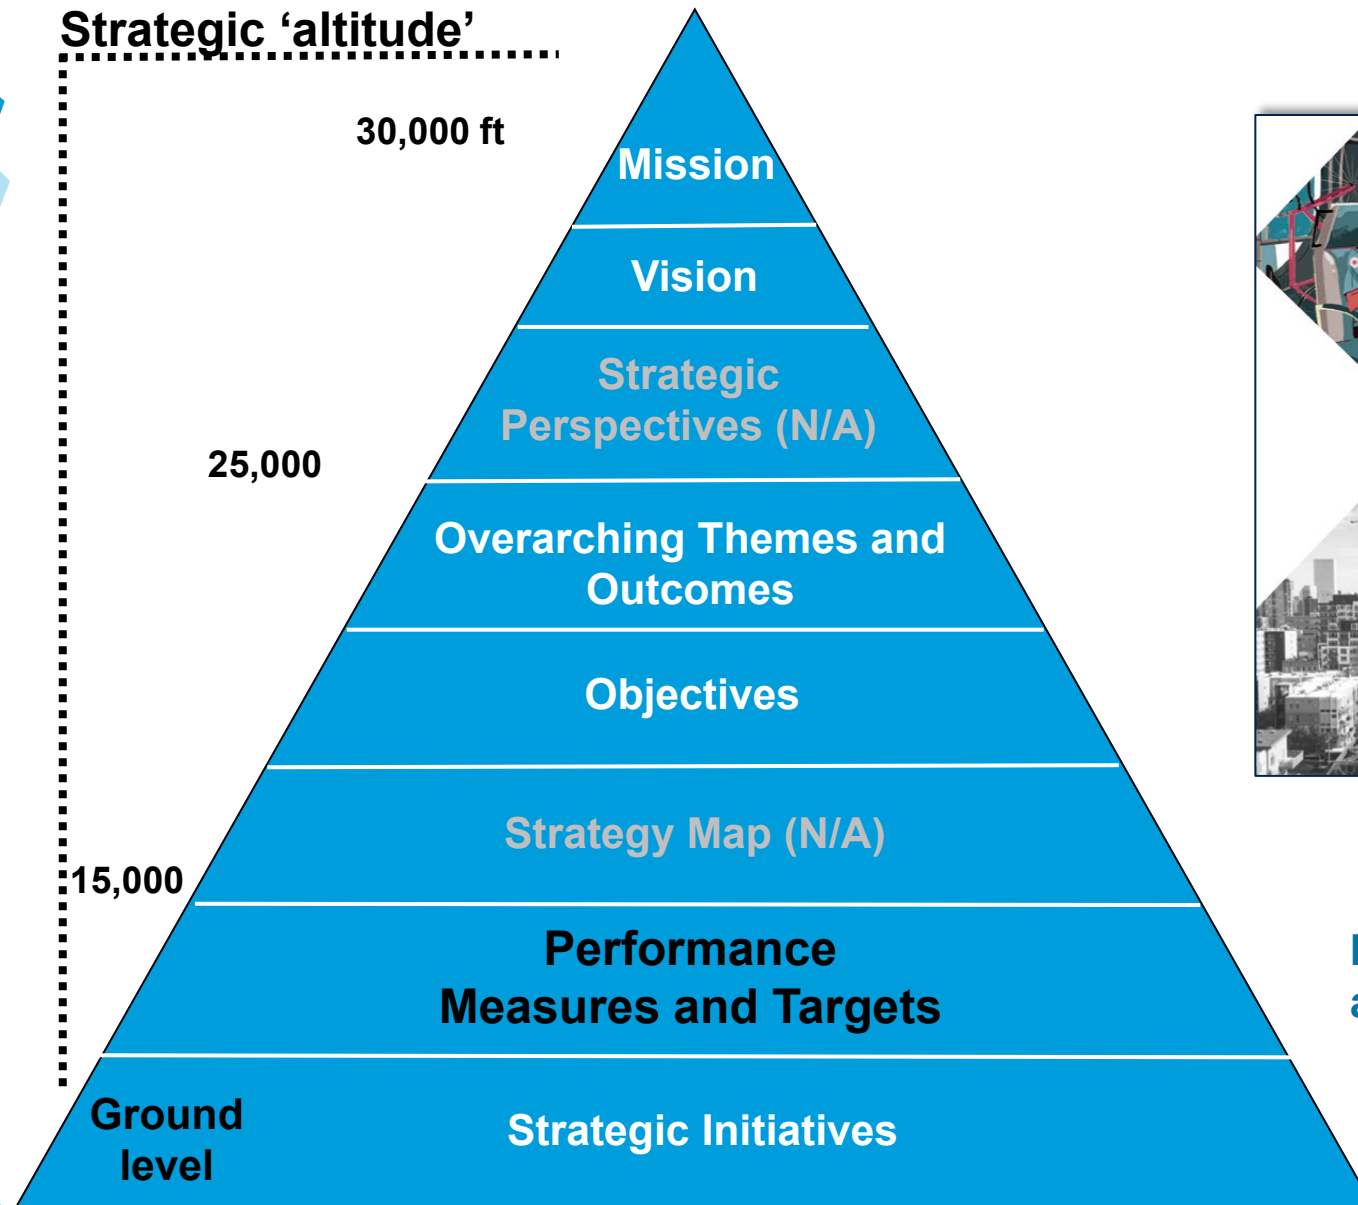 Strategic ‘altitude’
30,000 ft
Mission
Vision
Strategic
Perspectives (N/A)
25,000
Overarching Themes and
Outcomes
Objectives
Strategy Map (N/A)
15,000
Performance
Measures and Targets
Ground
level
Strategic Initiatives